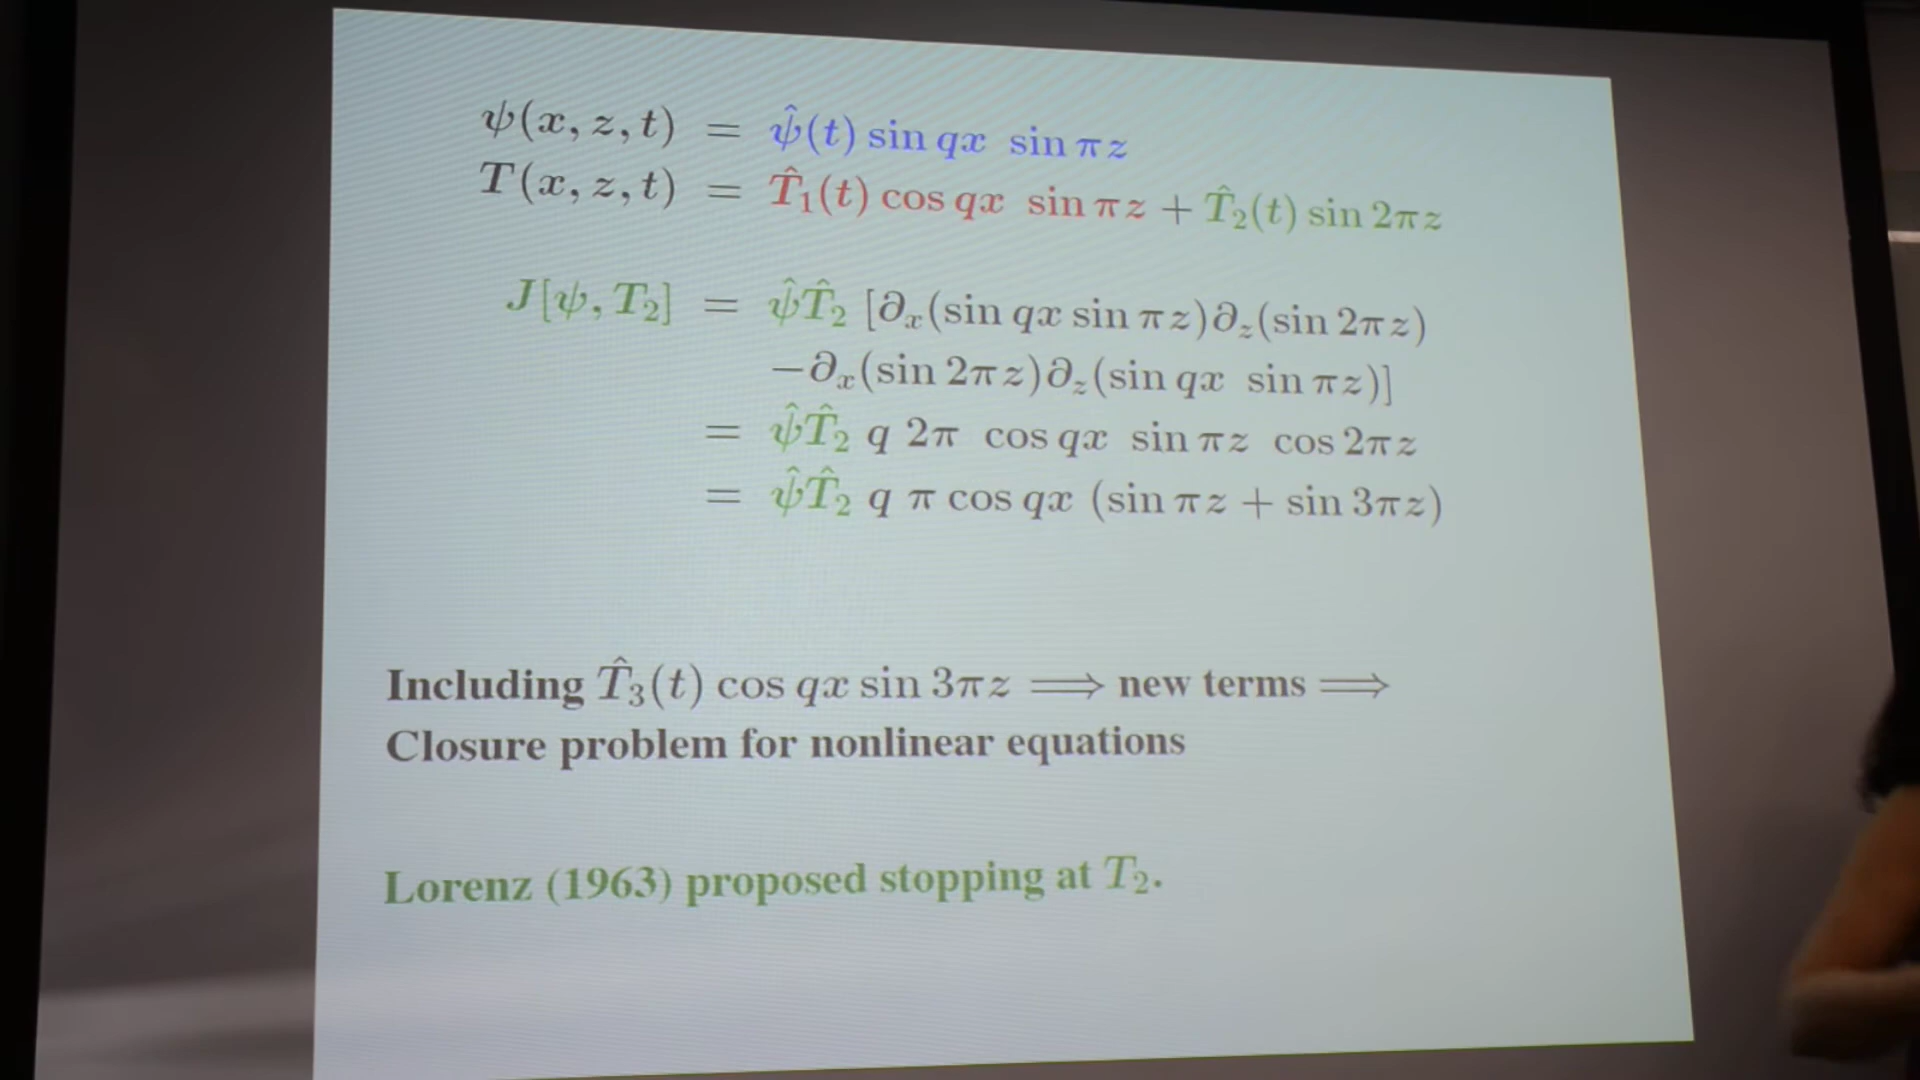 ψ(x, z, t) = ψ̂(t) sin qx sin πz
T(x, z, t) = T̂₁(t) cos qx sin πz + T̂₂(t) sin 2πz
J[ψ, T₂] = ψ̂T̂₂ [∂ₓ(sin qx sin πz)∂_z(sin 2πz)
−∂ₓ(sin 2πz)∂_z(sin qx sin πz)]
= ψ̂T̂₂ q 2π cos qx sin πz cos 2πz
= ψ̂T̂₂ q π cos qx (sin πz + sin 3πz)
Including T̂₃(t) cos qx sin 3πz ⟹ new terms ⟹
Closure problem for nonlinear equations
Lorenz (1963) proposed stopping at T₂.